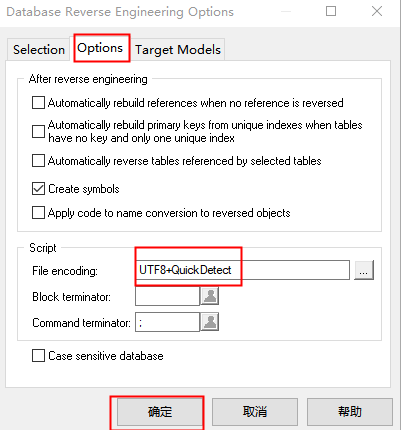 Database Reverse Engineering Options
Selection Options Target Models
After reverse engineering
Automatically rebuild references when no reference is reversed
Automatically rebuild primary keys from unique indexes when tables
have no key and only one unique index
Automatically reverse tables referenced by selected tables
Create symbols
Apply code to name conversion to reversed objects
Script
File encoding: UTF8+QuickDetect ...
Block terminator:
Command terminator: ;
Case sensitive database
确定 取消 帮助